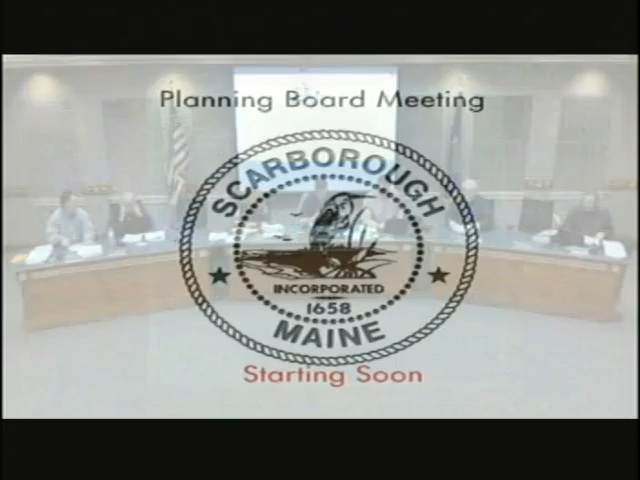 Planning Board Meeting
SCARBOROUGH
INCORPORATED
1658
MAINE
Starting Soon